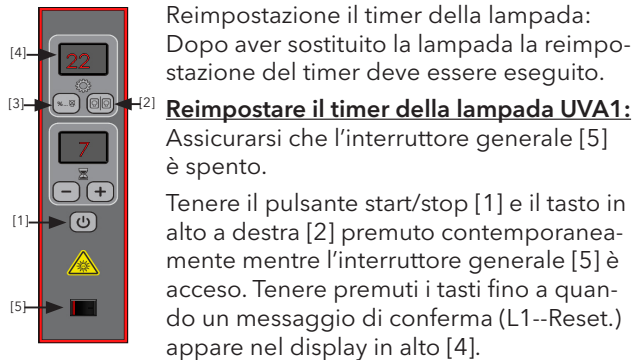 Reimpostazione il timer della lampada:
Dopo aver sostituito la lampada la reimpo-
stazione del timer deve essere eseguito.
Reimpostare il timer della lampada UVA1:
Assicurarsi che l'interruttore generale [5]
è spento.
Tenere il pulsante start/stop [1] e il tasto in
alto a destra [2] premuto contemporanea-
mente mentre l'interruttore generale [5] è
acceso. Tenere premuti i tasti fino a quan-
do un messaggio di conferma (L1--Reset.)
appare nel display in alto [4].
[4]
22
[3]
[2]
7
[1]
[5]